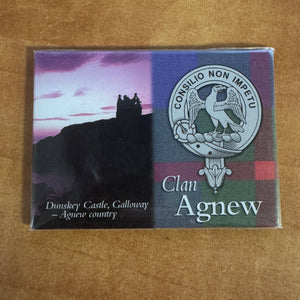 CONSILIO NON IMPETU
Clan
Agnew
Dunskey Castle, Galloway
– Agnew country